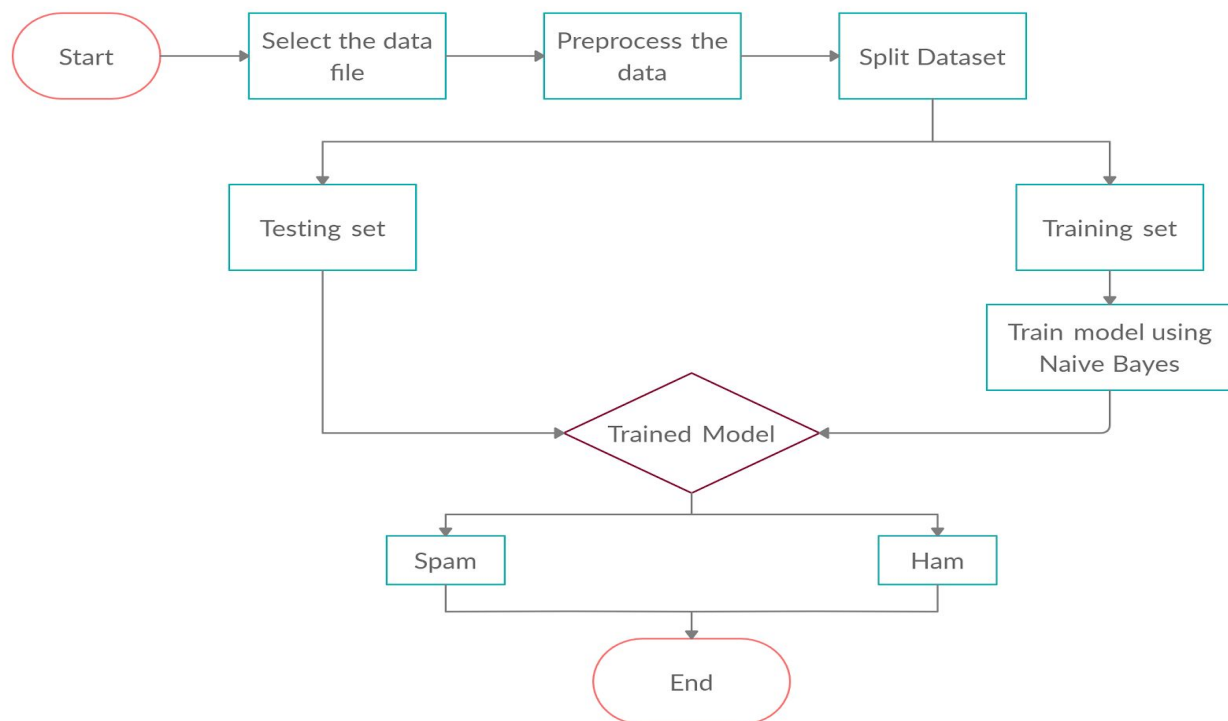 Start
Select the data
file
Preprocess the
data
Split Dataset
Testing set
Training set
Train model using
Naive Bayes
Trained Model
Spam
Ham
End